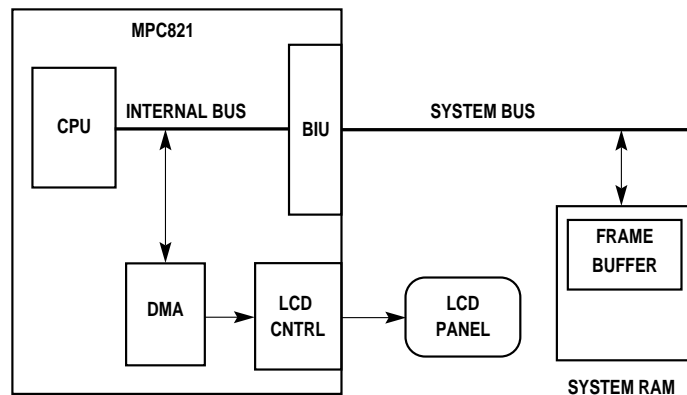 MPC821
CPU
INTERNAL BUS
BIU
SYSTEM BUS
FRAME
BUFFER
DMA
LCD
CNTRL
LCD
PANEL
SYSTEM RAM